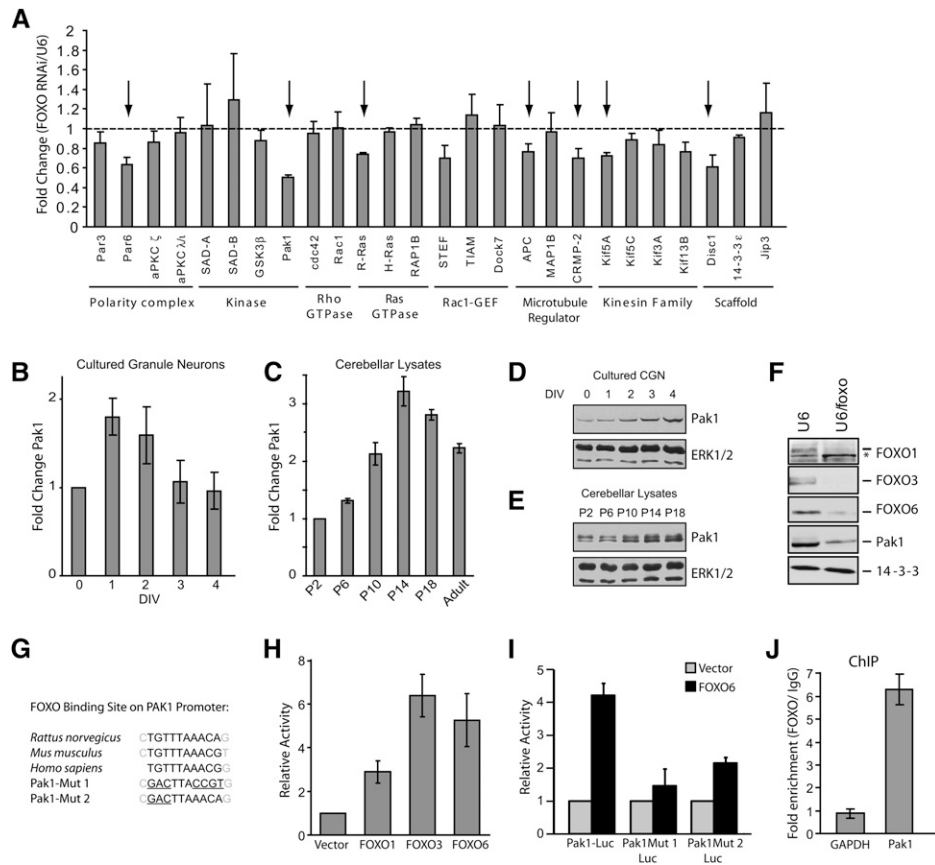 A
Fold Change (FOXO RNAi/U6)
2
1.8
1.6
1.4
1.2
1
0.8
0.6
0.4
0.2
0
Par3
Par6
aPKC ζ
aPKC λ/ι
SAD-A
SAD-B
GSK3β
Pak1
cdc42
Rac1
R-Ras
H-Ras
RAP1B
STEF
TIAM
Dock7
APC
MAP1B
CRMP-2
Kif5A
Kif5C
Kif3A
Kif13B
Disc1
14-3-3 ε
Jip3
Polarity complex
Kinase
Rho
GTPase
Ras
GTPase
Rac1-GEF
Microtubule
Regulator
Kinesin Family
Scaffold
B
Cultured Granule Neurons
Fold Change Pak1
2
1
0
0 1 2 3 4
DIV
C
Cerebellar Lysates
Fold Change Pak1
3
2
1
0
P2 P6 P10 P14 P18 Adult
D
Cultured CGN
DIV 0 1 2 3 4
Pak1
ERK1/2
E
Cerebellar Lysates
P2 P6 P10 P14 P18
Pak1
ERK1/2
F
U6 U6/foxo
* FOXO1
FOXO3
FOXO6
Pak1
14-3-3
G
FOXO Binding Site on PAK1 Promoter:
Rattus norvegicus CTGTTTAAACAG
Mus musculus CTGTTTAAACGT
Homo sapiens TGTTTAAACGG
Pak1-Mut 1 CGACTTACCGTG
Pak1-Mut 2 CGACTTAAACAG
H
Relative Activity
8
7
6
5
4
3
2
1
0
Vector FOXO1 FOXO3 FOXO6
I
Relative Activity
5
4
3
2
1
0
Vector
FOXO6
Pak1-Luc Pak1Mut 1 Luc Pak1Mut 2 Luc
J
ChIP
Fold enrichment (FOXO/ IgG)
8
7
6
5
4
3
2
1
0
GAPDH Pak1